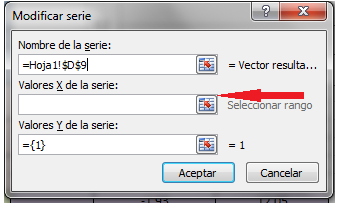 Modificar serie
Nombre de la serie:
=Hoja1!$D$9 = Vector resulta...
Valores X de la serie:
Seleccionar rango
Valores Y de la serie:
={1} = 1
Aceptar Cancelar